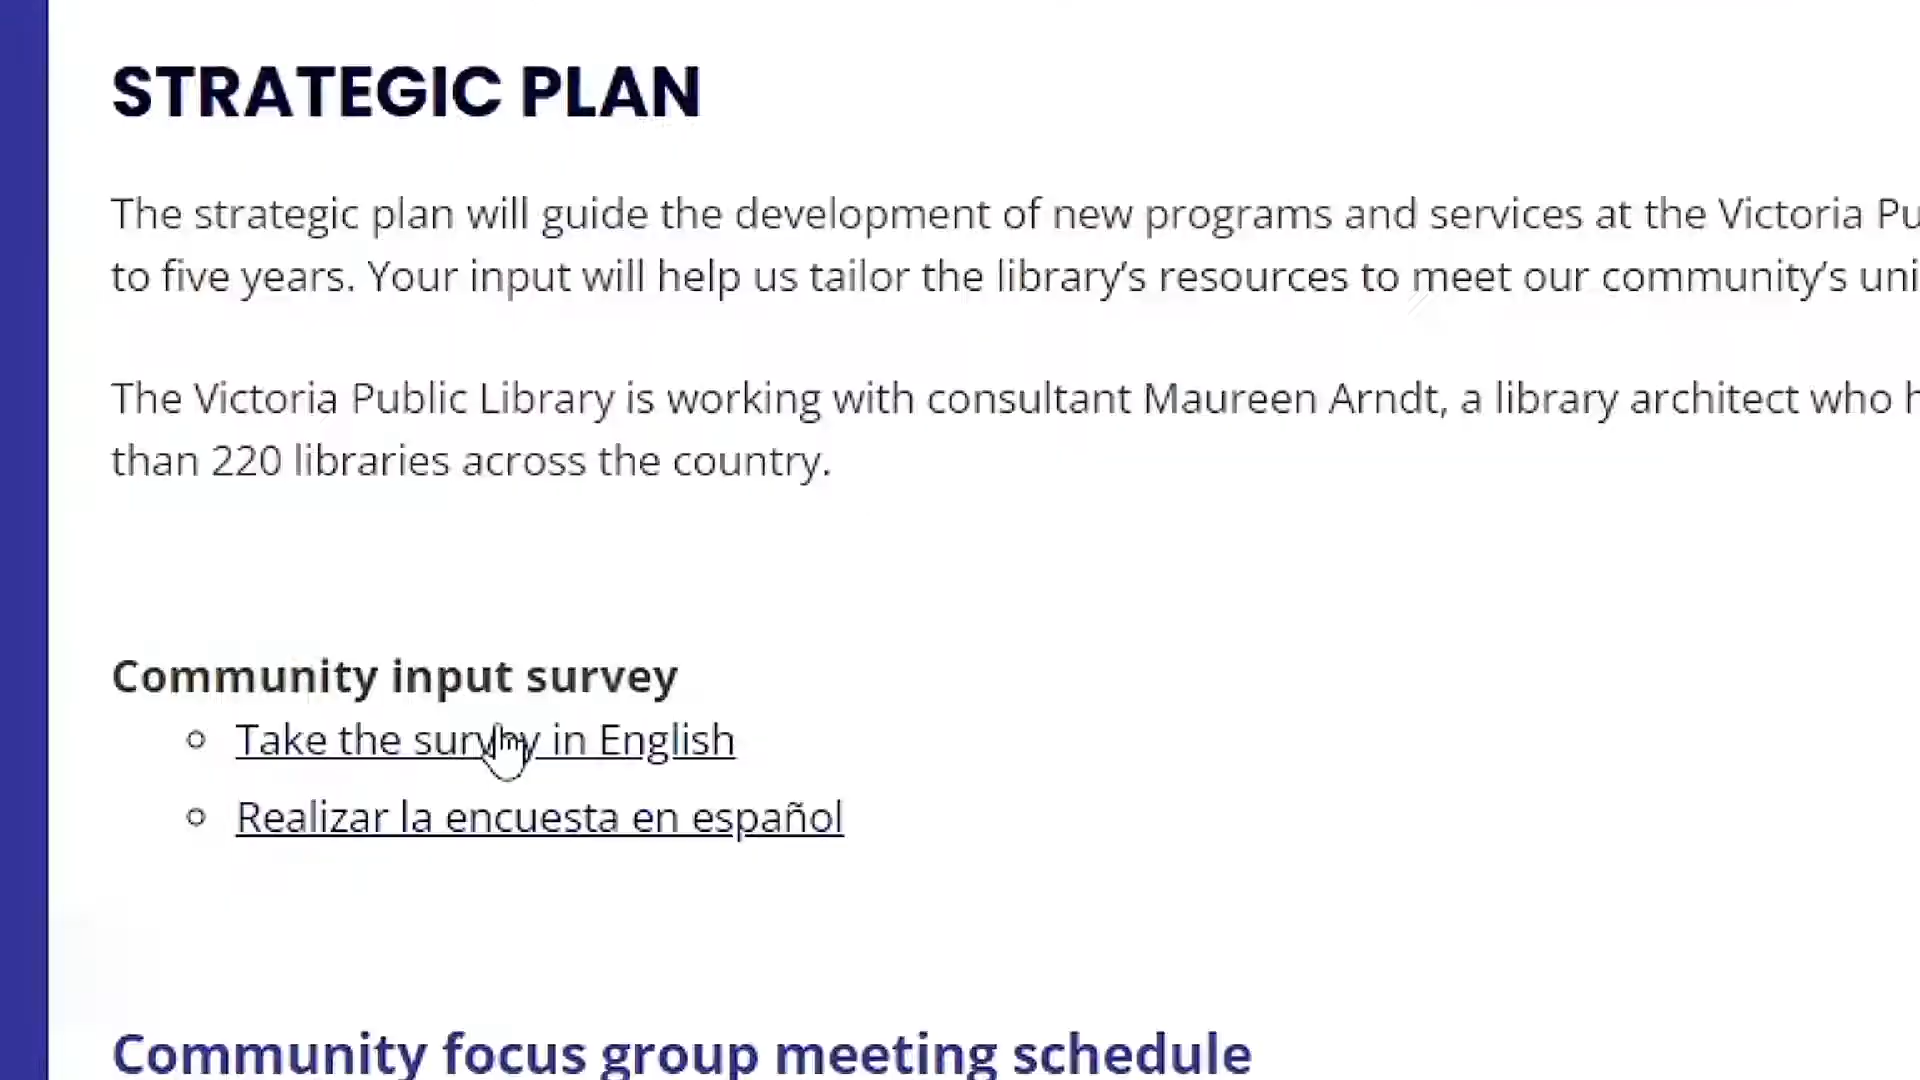 STRATEGIC PLAN
The strategic plan will guide the development of new programs and services at the Victoria
to five years. Your input will help us tailor the library's resources to meet our community's
The Victoria Public Library is working with consultant Maureen Arndt, a library architect who
than 220 libraries across the country.
Community input survey
Take the survey in English
Realizar la encuesta en español
Community focus group meeting schedule